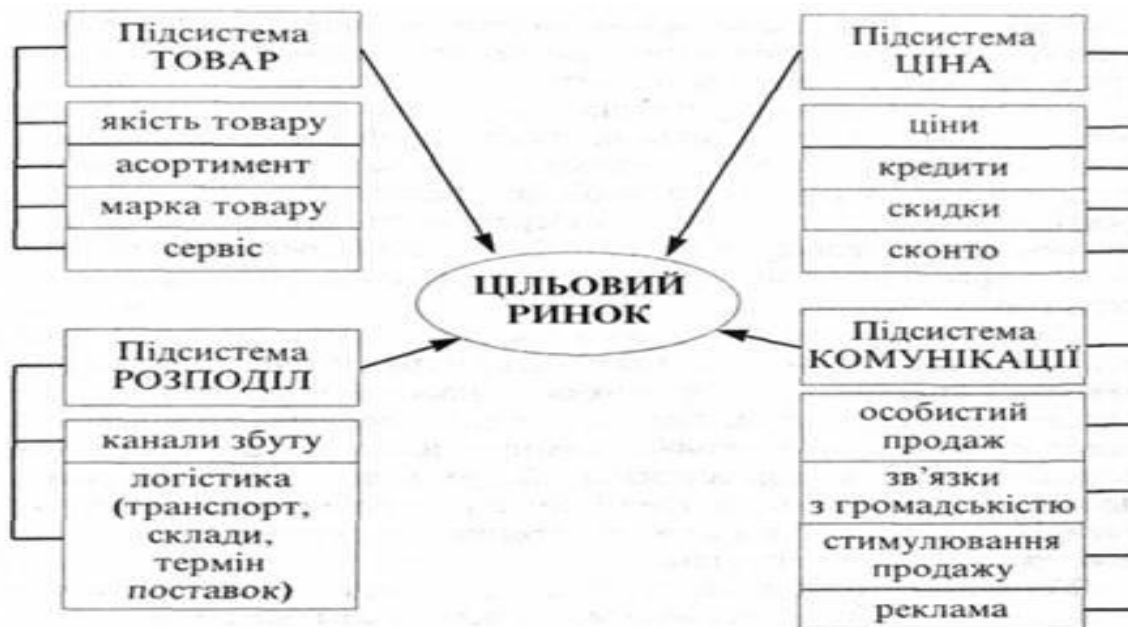 Підсистема
ТОВАР
якість товару
асортимент
марка товару
сервіс
Підсистема
ЦІНА
ціни
кредити
скидки
сконто
ЦІЛЬОВИЙ
РИНОК
Підсистема
РОЗПОДІЛ
канали збуту
логістика
(транспорт,
склади,
термін
поставок)
Підсистема
КОМУНІКАЦІЇ
особистий
продаж
зв’язки
з громадськістю
стимулювання
продажу
реклама